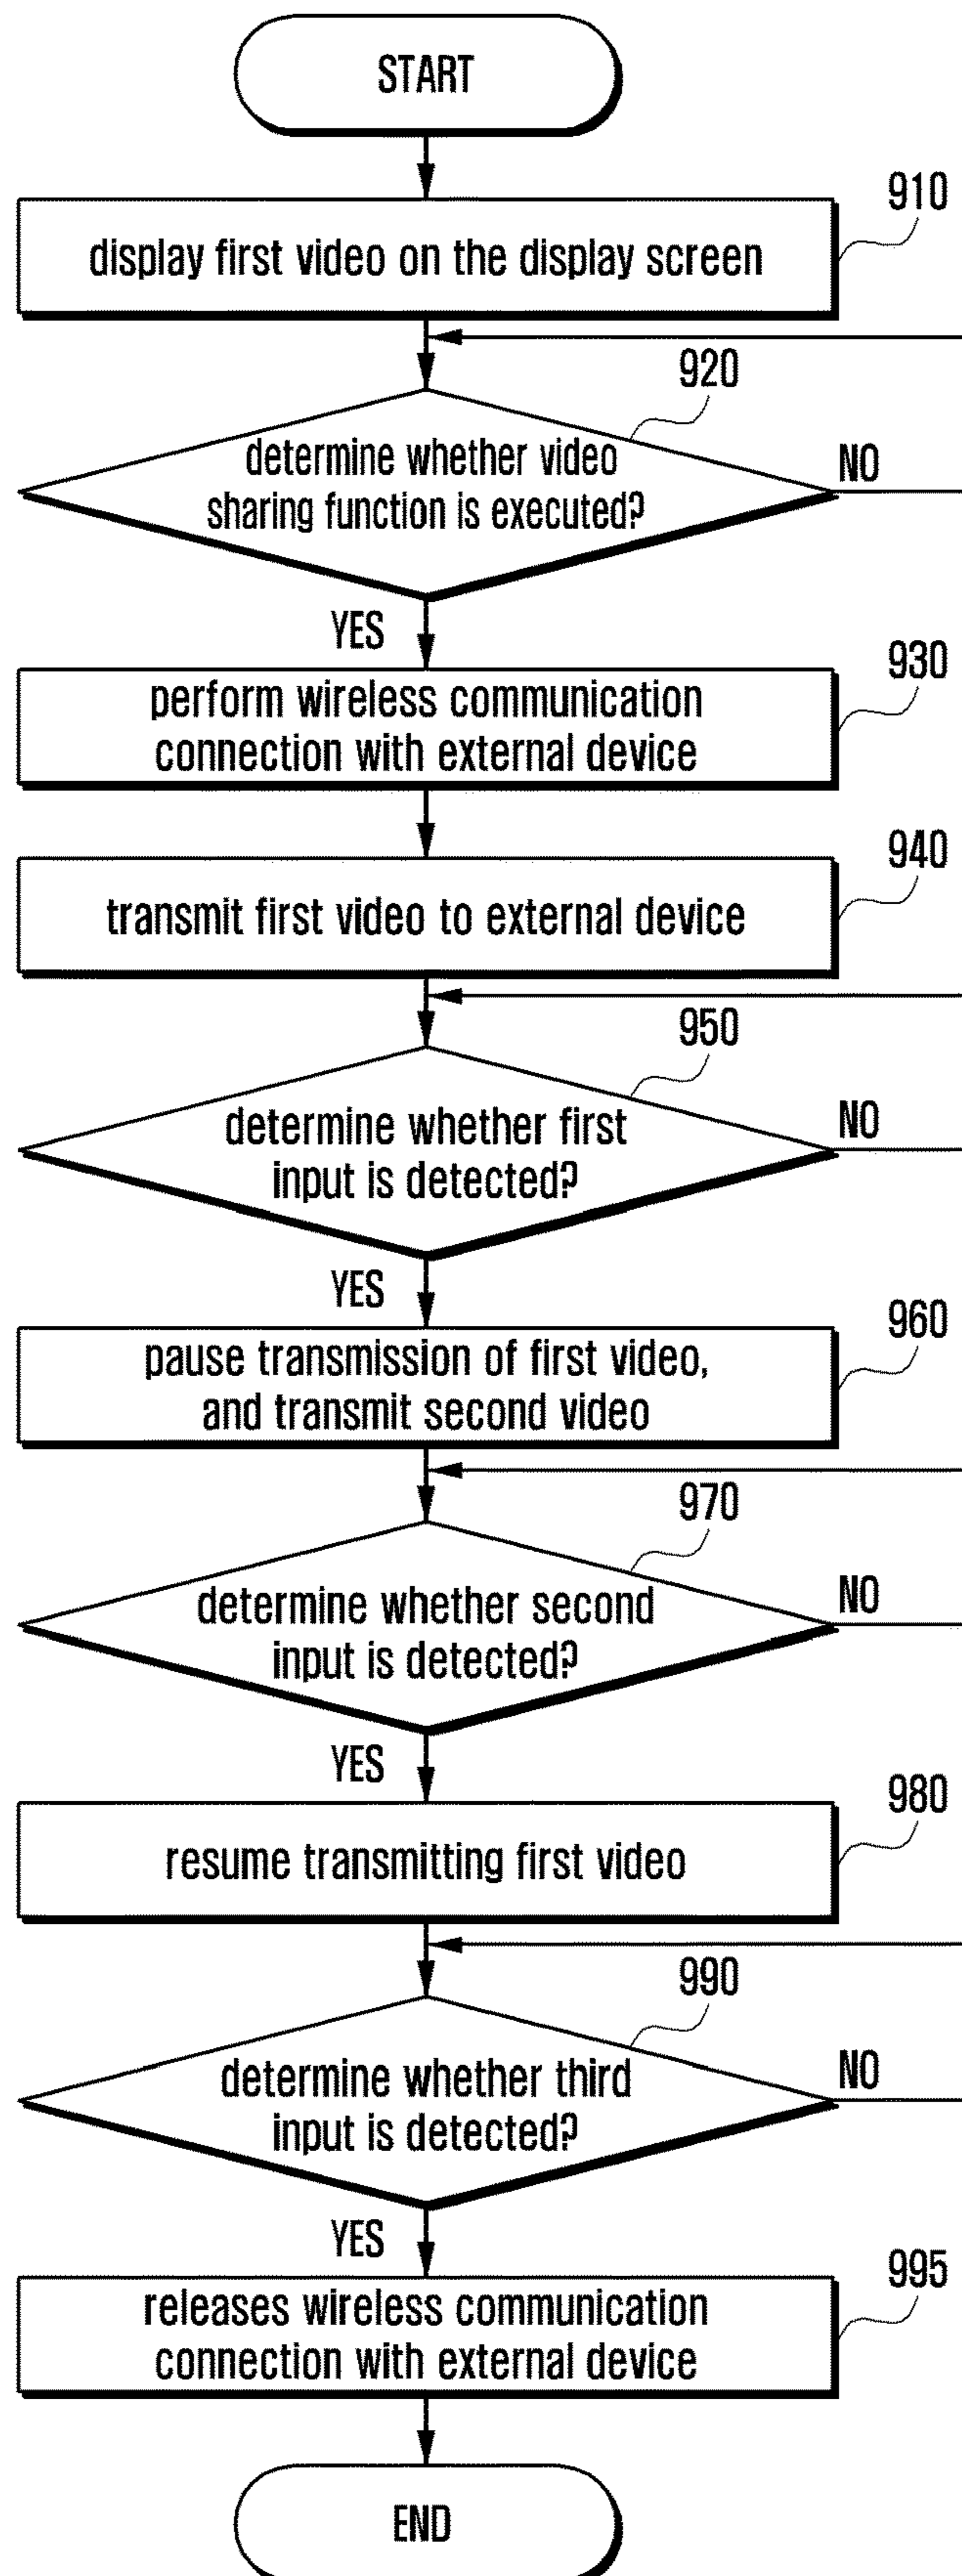 START
910
display first video on the display screen
920
determine whether video
sharing function is executed?
NO
YES
930
perform wireless communication
connection with external device
940
transmit first video to external device
950
determine whether first
input is detected?
NO
YES
960
pause transmission of first video,
and transmit second video
970
determine whether second
input is detected?
NO
YES
980
resume transmitting first video
990
determine whether third
input is detected?
NO
YES
995
releases wireless communication
connection with external device
END